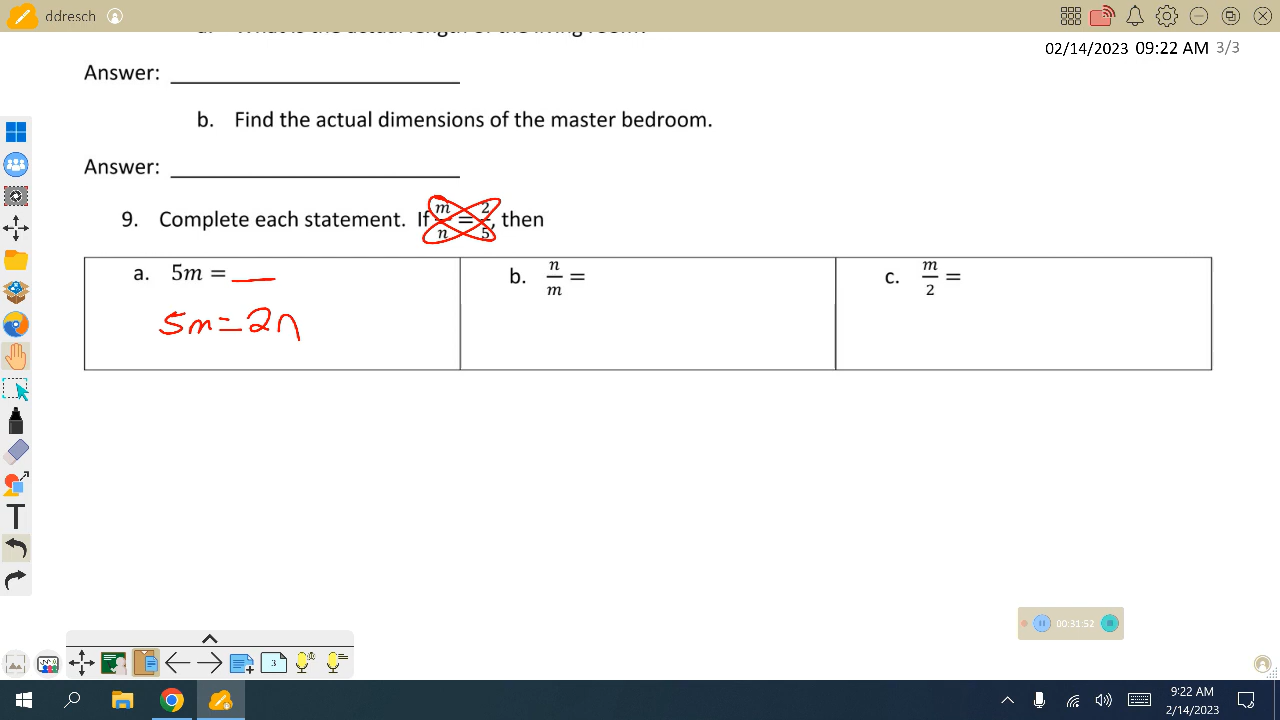 ddresch
02/14/2023 09:22 AM 3/3
Answer:
b. Find the actual dimensions of the master bedroom.
Answer:
9. Complete each statement. If m/n = 2/5, then
a. 5m = __
5m=2n
b. n/m =
c. m/2 =
00:31:52
3
T
9:22 AM
2/14/2023